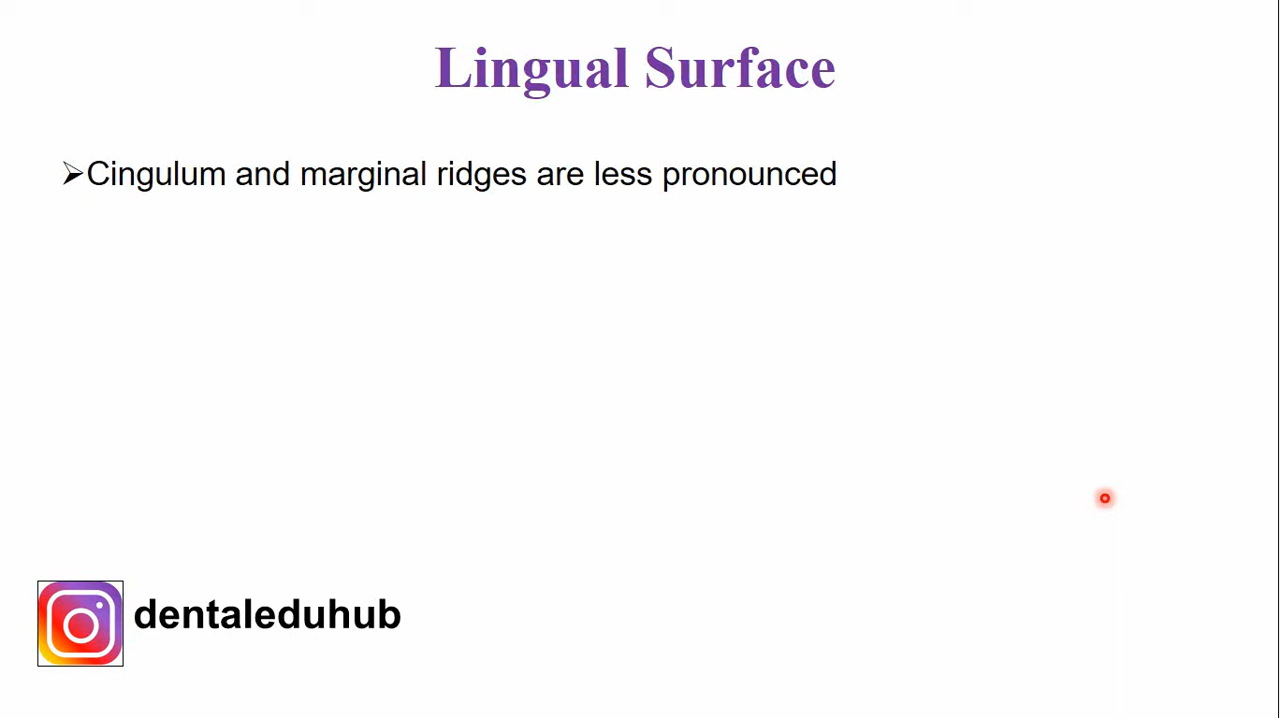 Lingual Surface
➢Cingulum and marginal ridges are less pronounced
dentaleduhub